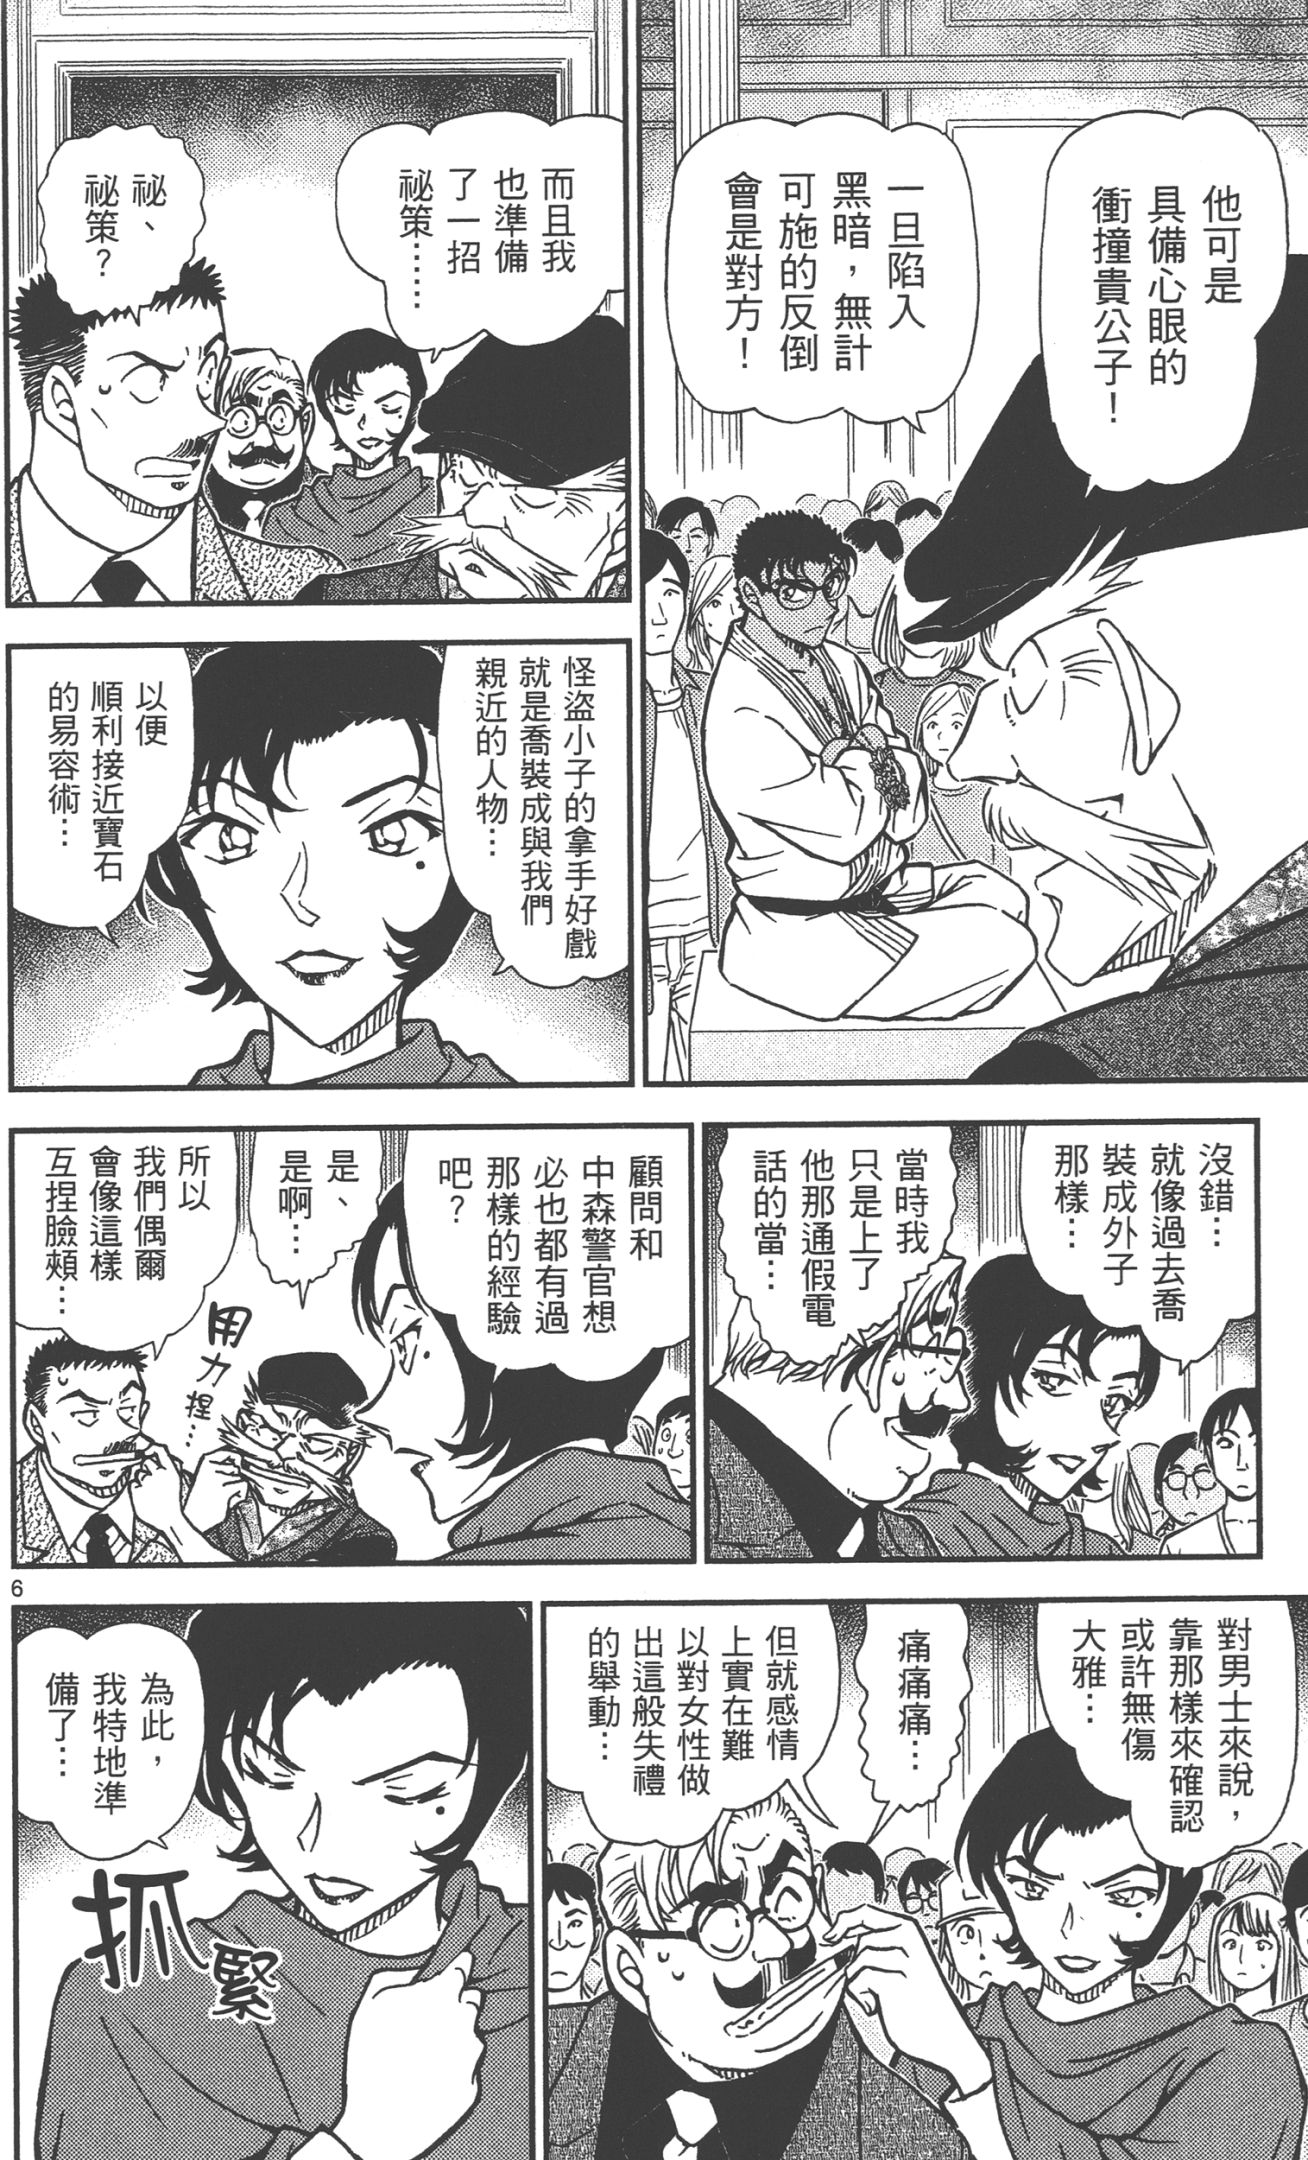 他可是
具備心眼的
衝撞貴公子！
一旦陷入
黑暗，無計
可施的反倒
會是對方！
而且我
也準備
了一招
祕策……
祕、
祕策？
怪盜小子的拿手好戲
就是喬裝成與我們
親近的人物…
以便
順利接近寶石
的易容術…
沒錯…
就像過去喬
裝成外子
那樣…
當時我
只是上了
他那通假電
話的當…
顧問和
中森警官想
必也都有過
那樣的經驗
吧？
是、
是啊…
所以
我們偶爾
會像這樣
互捏臉頰…
用力捏…
6
對男士來說，
靠那樣來確認
或許無傷
大雅…
痛痛痛…
但就感情
上實在難
以對女性做
出這般失禮
的舉動…
為此，
我特地準
備了…
抓緊